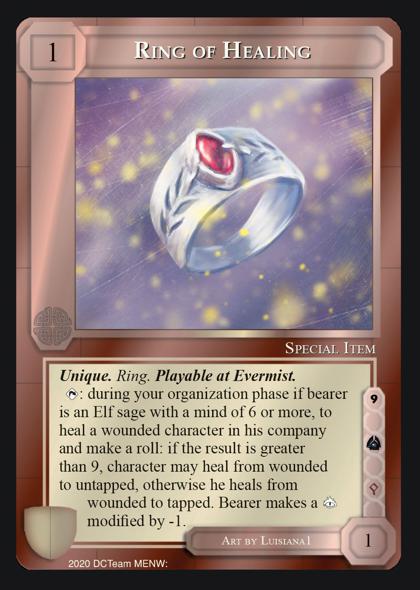 1
Ring of Healing
Special Item
Unique. Ring. Playable at Evermist.
: during your organization phase if bearer
is an Elf sage with a mind of 6 or more, to
heal a wounded character in his company
and make a roll: if the result is greater
than 9, character may heal from wounded
to untapped, otherwise he heals from
wounded to tapped. Bearer makes a
modified by -1.
9
1
Art by Luisiana1
2020 DCTeam MENW: